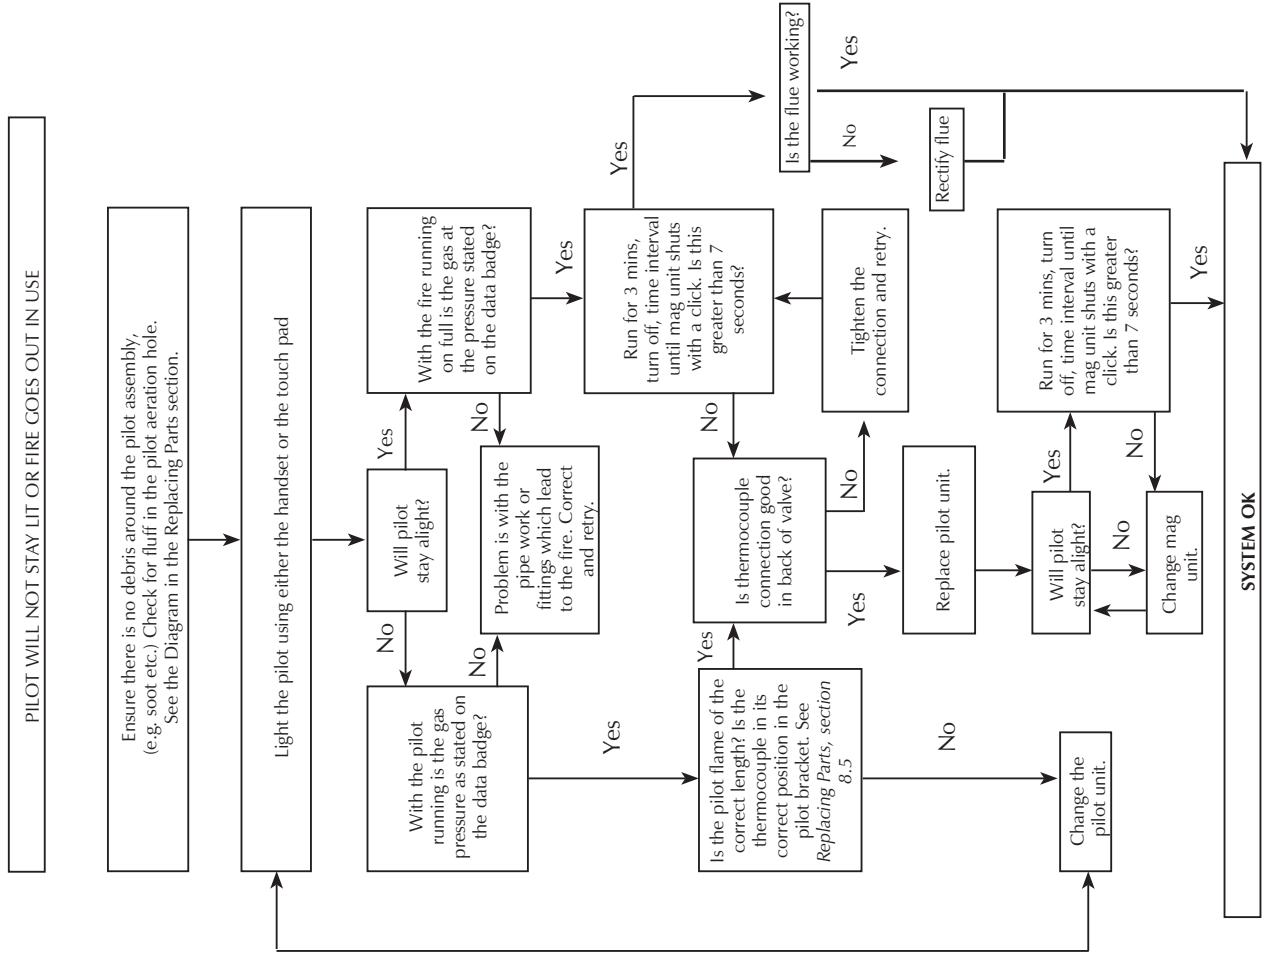 PILOT WILL NOT STAY LIT OR FIRE GOES OUT IN USE
Ensure there is no debris around the pilot assembly,
(e.g. soot etc.) Check for fluff in the pilot aeration hole.
See the Diagram in the Replacing Parts section.
Light the pilot using either the handset or the touch pad
Will pilot
stay alight?
No
Yes
With the pilot
running is the gas
pressure as stated on
the data badge?
With the fire running
on full is the gas at
the pressure stated
on the data badge?
No
No
Problem is with the
pipe work or
fittings which lead
to the fire. Correct
and retry.
Yes
Yes
Run for 3 mins,
turn off, time interval
until mag unit shuts
with a click. Is this
greater than 7
seconds?
Yes
Is the pilot flame of the
correct length? Is the
thermocouple in its
correct position in the
pilot bracket. See
Replacing Parts, section
8.5
Yes
Is thermocouple
connection good
in back of valve?
No
Is the flue working?
Yes
No
Rectify flue
Tighten the
connection and retry.
No
Yes
No
Replace pilot unit.
Will pilot
stay alight?
Yes
Run for 3 mins, turn
off, time interval until
mag unit shuts with a
click. Is this greater
than 7 seconds?
No
No
Change mag
unit.
Yes
Change the
pilot unit.
SYSTEM OK